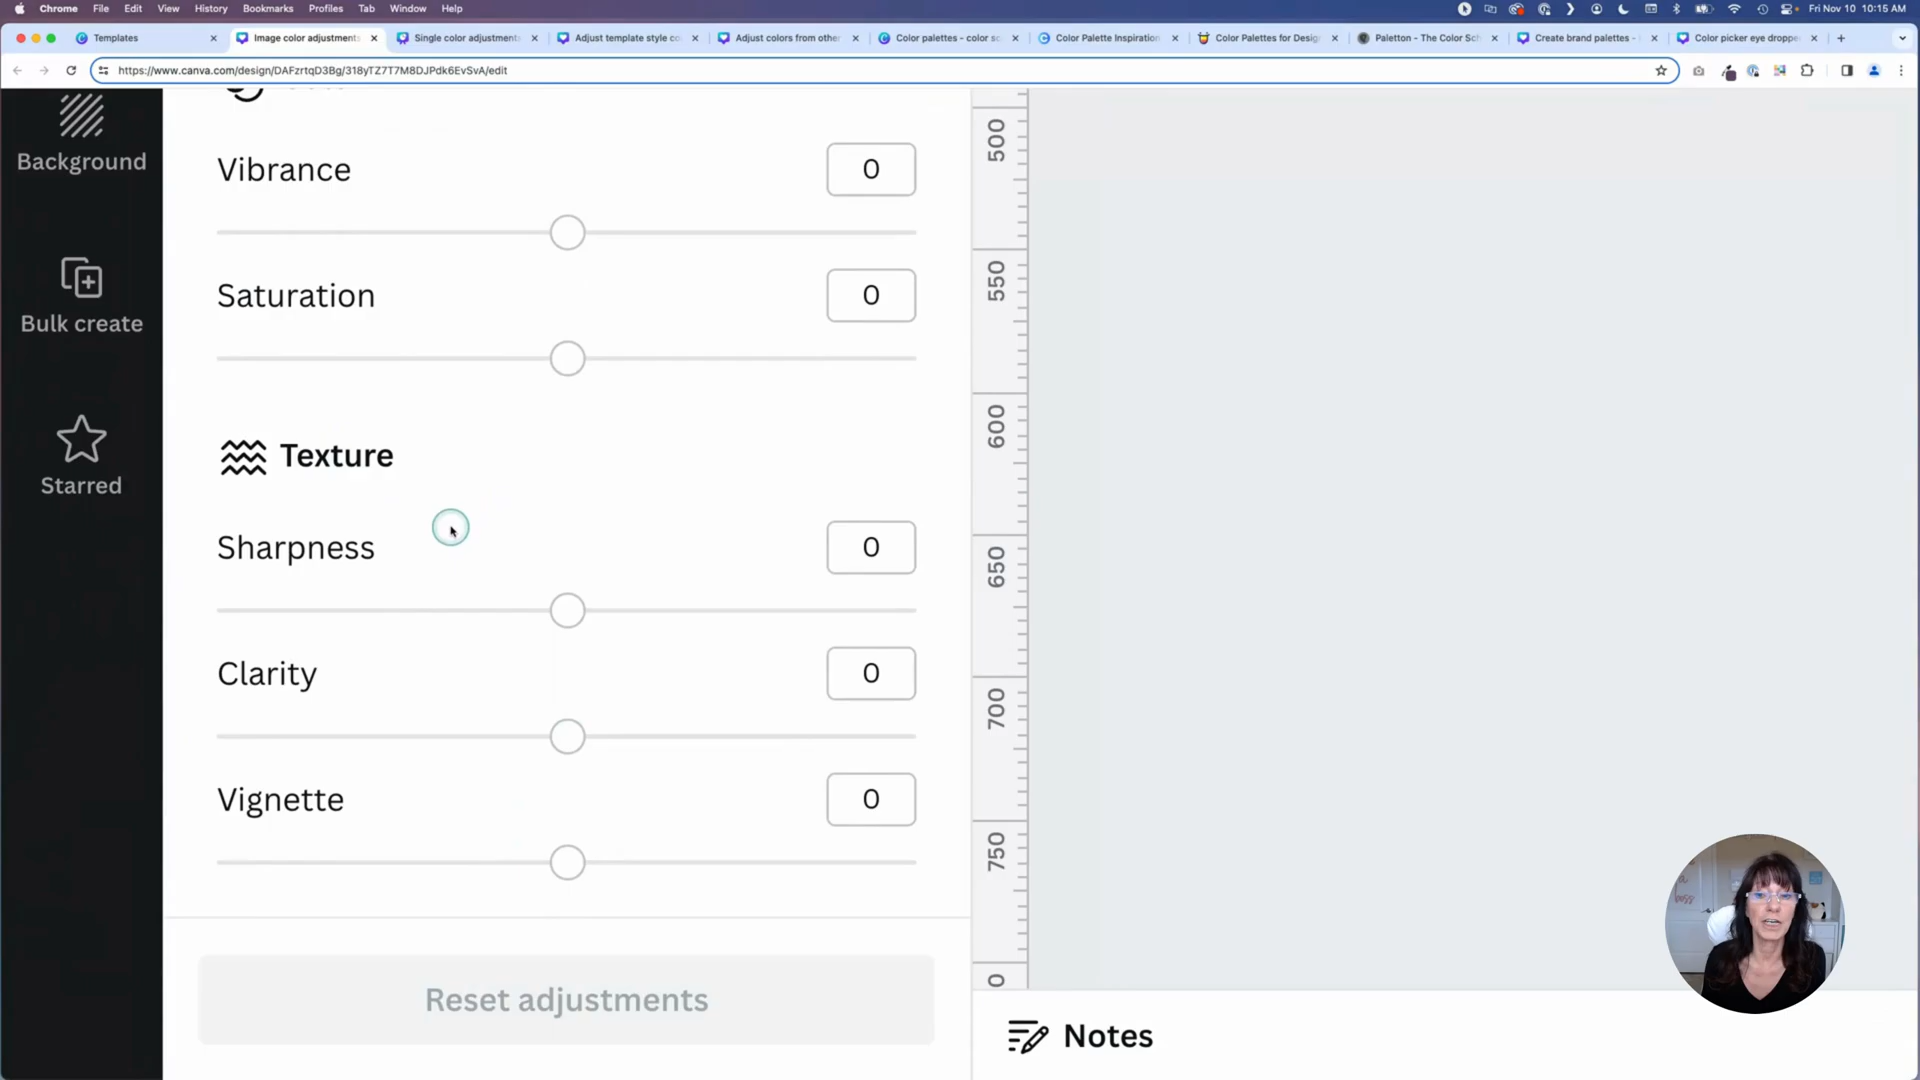 Chrome File Edit View History Bookmarks Profiles Tab Window Help
Fri Nov 10 10:15 AM
Templates
Image color adjustments
Single color adjustments
Adjust template style co
Adjust colors from other
Color palettes - color sc
Color Palette Inspiration
Color Palettes for Desig
Paletton - The Color Sch
Create brand palettes -
Color picker eye droppe
https://www.canva.com/design/DAFzrtqD3Bg/318yTZ7T7M8DJPdk6EvSvA/edit
Background
Bulk create
Starred
Vibrance 0
Saturation 0
Texture
Sharpness 0
Clarity 0
Vignette 0
Reset adjustments
500
550
600
650
700
750
Notes